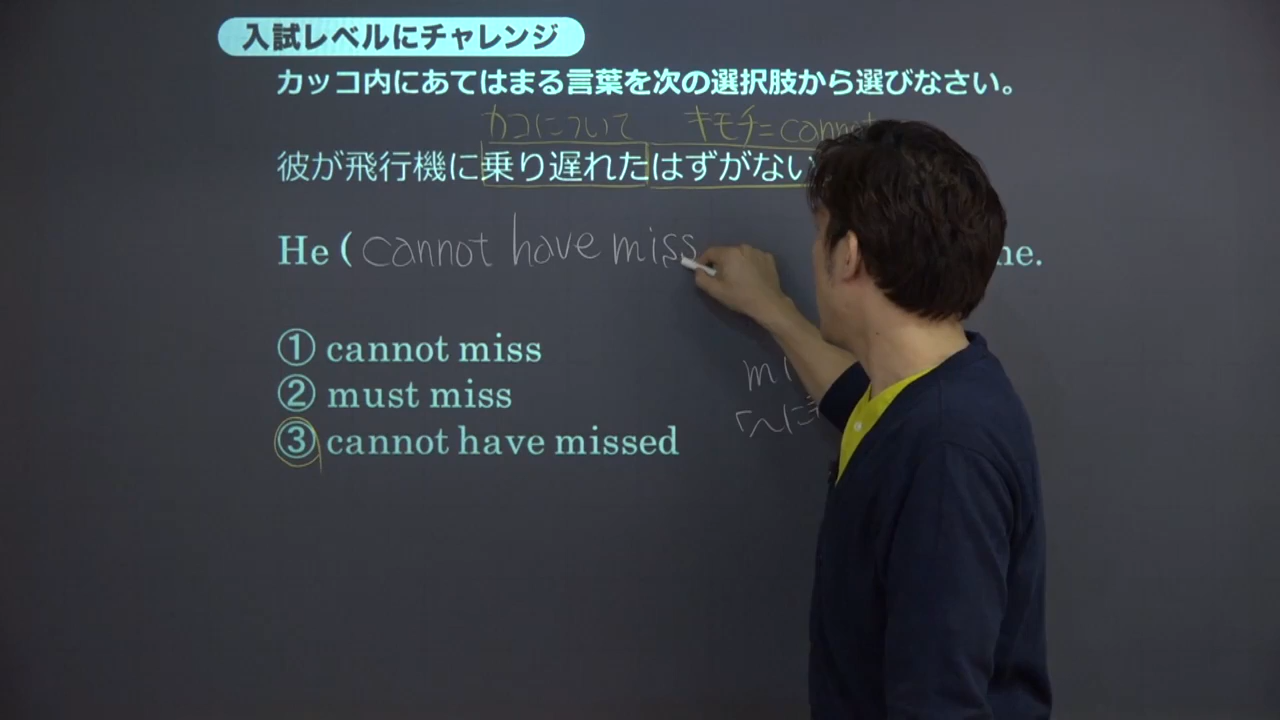 入試レベルにチャレンジ
カッコ内にあてはまる言葉を次の選択肢から選びなさい。
カコについて キモチ=cannot
彼が飛行機に乗り遅れたはずがない
He ( cannot have miss
① cannot miss
② must miss
③ cannot have missed